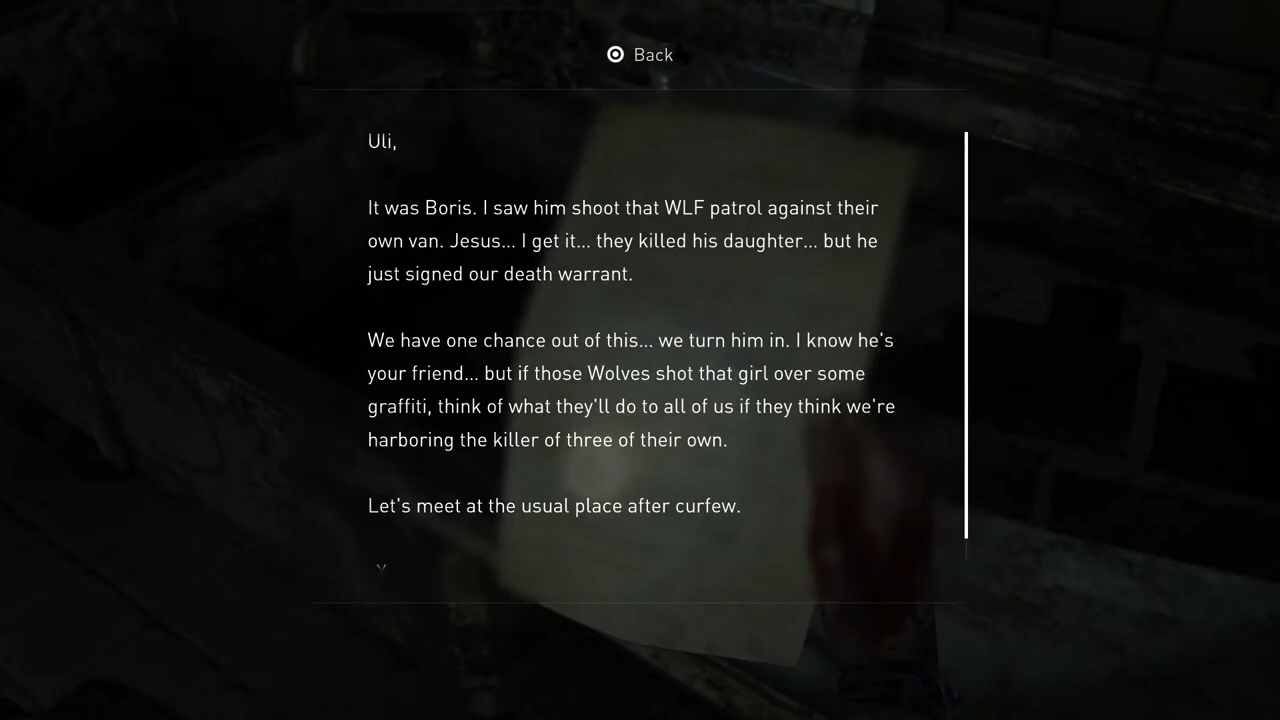 Back
Uli,
It was Boris. I saw him shoot that WLF patrol against their
own van. Jesus... I get it... they killed his daughter... but he
just signed our death warrant.
We have one chance out of this... we turn him in. I know he's
your friend... but if those Wolves shot that girl over some
graffiti, think of what they'll do to all of us if they think we're
harboring the killer of three of their own.
Let's meet at the usual place after curfew.